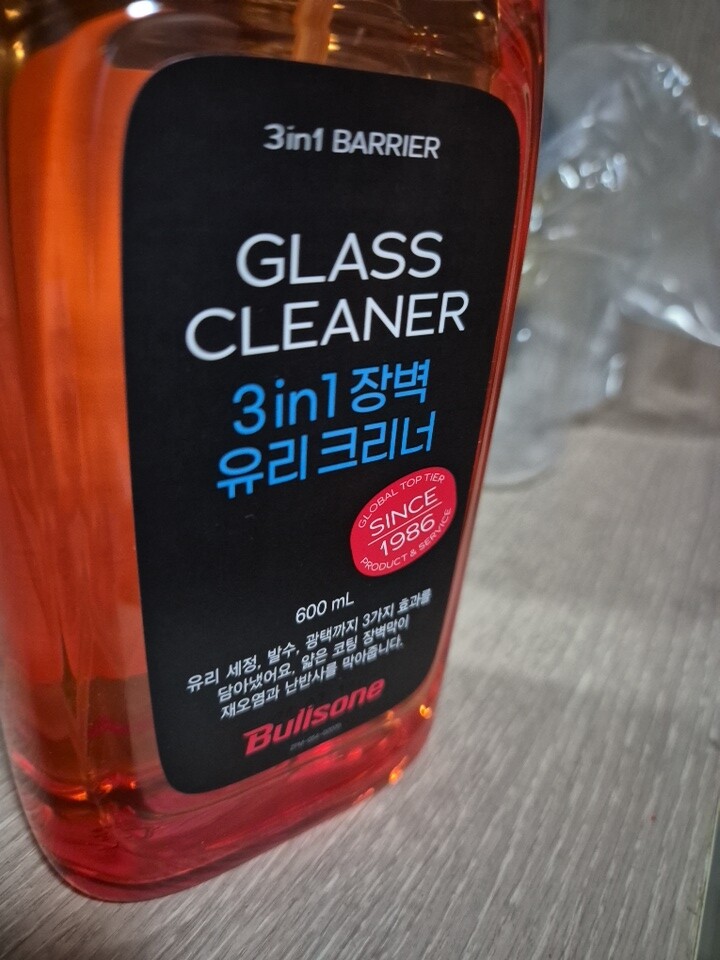 3in1 BARRIER
GLASS
CLEANER
3in1 장벽
유리크리너
GLOBAL TOP TIER
SINCE
1986
PRODUCT & SERVICE
600 mL
유리 세정, 발수, 광택까지 3가지 효과를
담아냈어요. 얇은 코팅 장벽막이
재오염과 난반사를 막아줍니다.
Bullsone